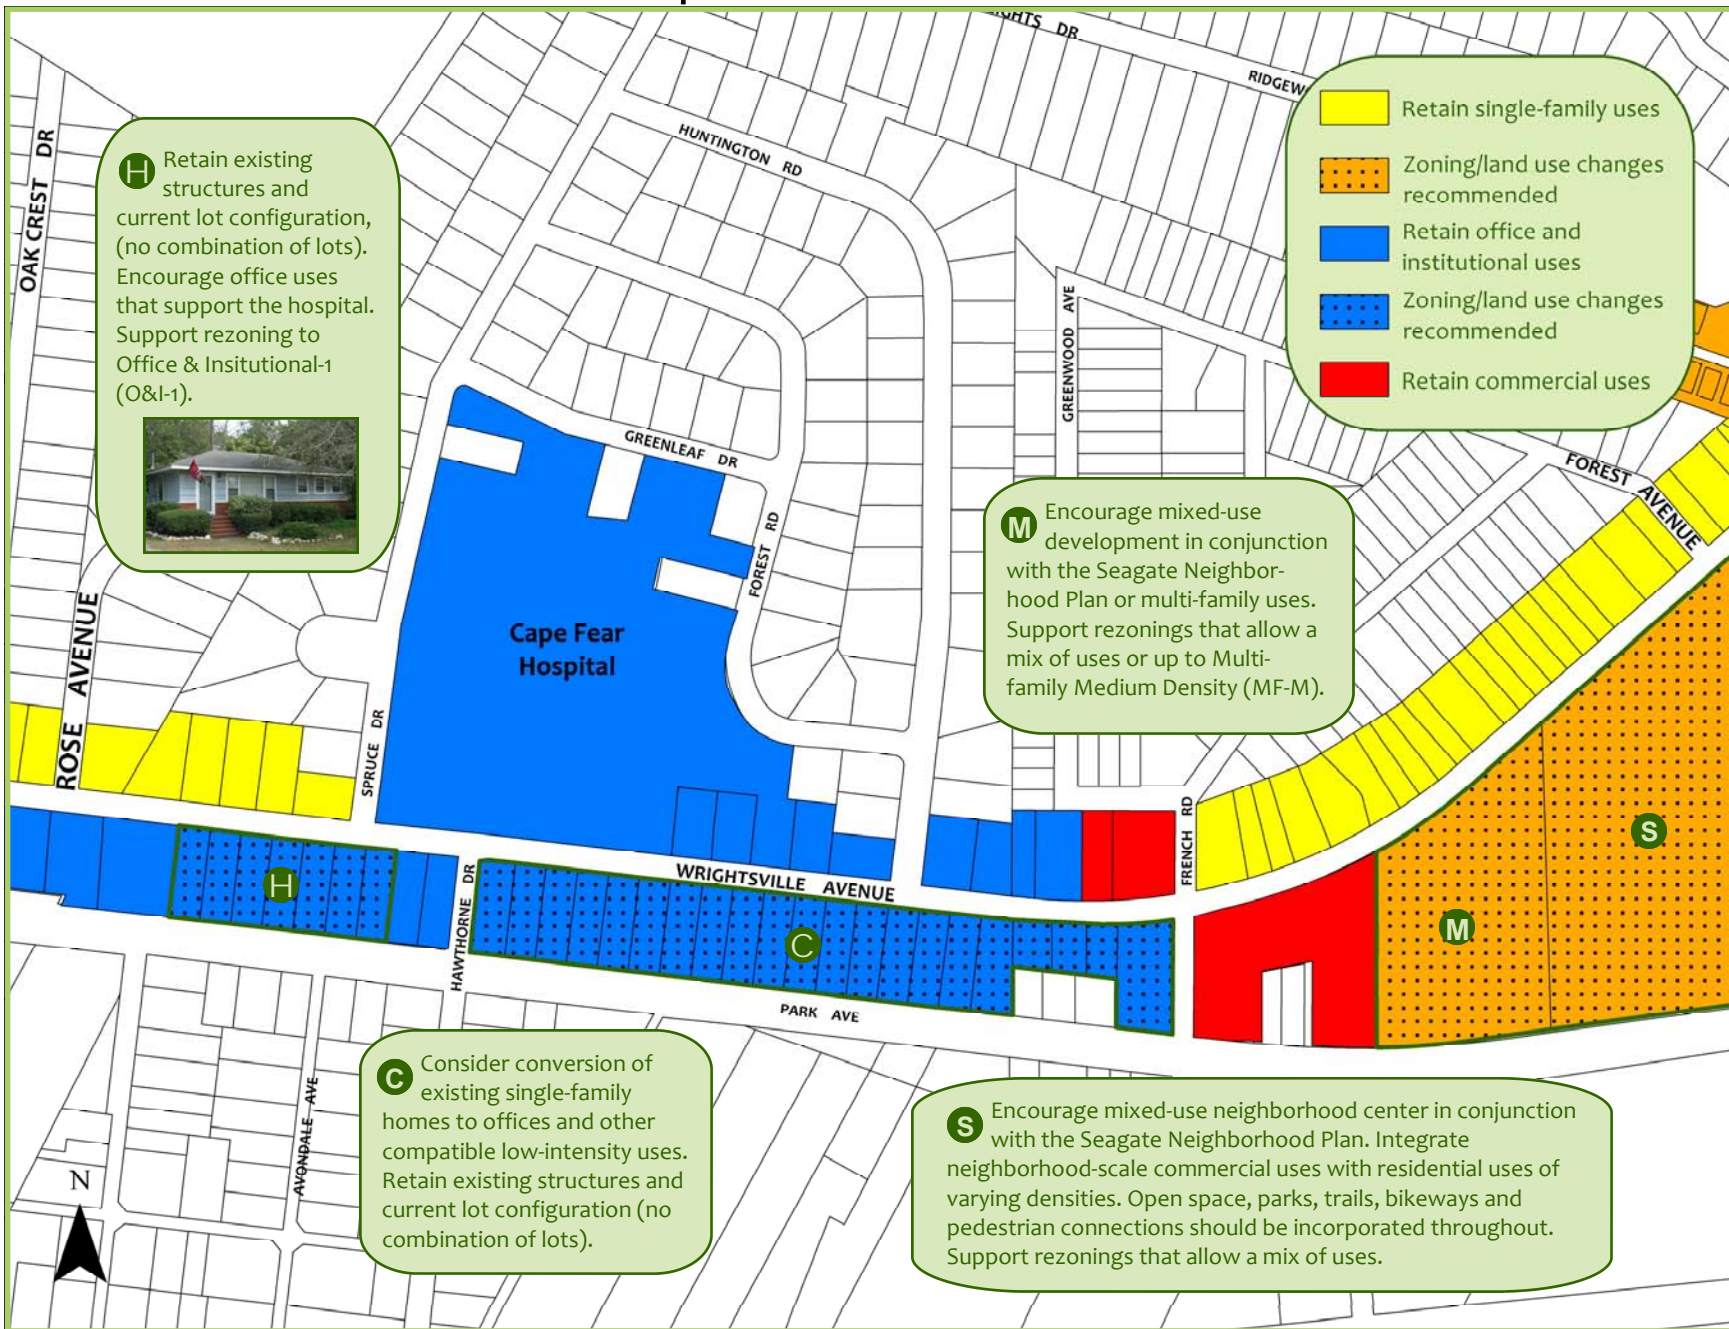 GHTS DR
RIDGEW
Retain single-family uses
Zoning/land use changes
recommended
Retain office and
institutional uses
Zoning/land use changes
recommended
Retain commercial uses
H Retain existing
structures and
current lot configuration,
(no combination of lots).
Encourage office uses
that support the hospital.
Support rezoning to
Office & Insitutional-1
(O&I-1).
OAK CREST DR
HUNTINGTON RD
GREENWOOD AVE
GREENLEAF DR
FOREST RD
FOREST AVENUE
M Encourage mixed-use
development in conjunction
with the Seagate Neighbor-
hood Plan or multi-family uses.
Support rezonings that allow a
mix of uses or up to Multi-
family Medium Density (MF-M).
Cape Fear
Hospital
ROSE AVENUE
SPRUCE DR
FRENCH RD
WRIGHTSVILLE AVENUE
HAWTHORNE DR
H
C
M
S
PARK AVE
AVONDALE AVE
N
C Consider conversion of
existing single-family
homes to offices and other
compatible low-intensity uses.
Retain existing structures and
current lot configuration (no
combination of lots).
S Encourage mixed-use neighborhood center in conjunction
with the Seagate Neighborhood Plan. Integrate
neighborhood-scale commercial uses with residential uses of
varying densities. Open space, parks, trails, bikeways and
pedestrian connections should be incorporated throughout.
Support rezonings that allow a mix of uses.